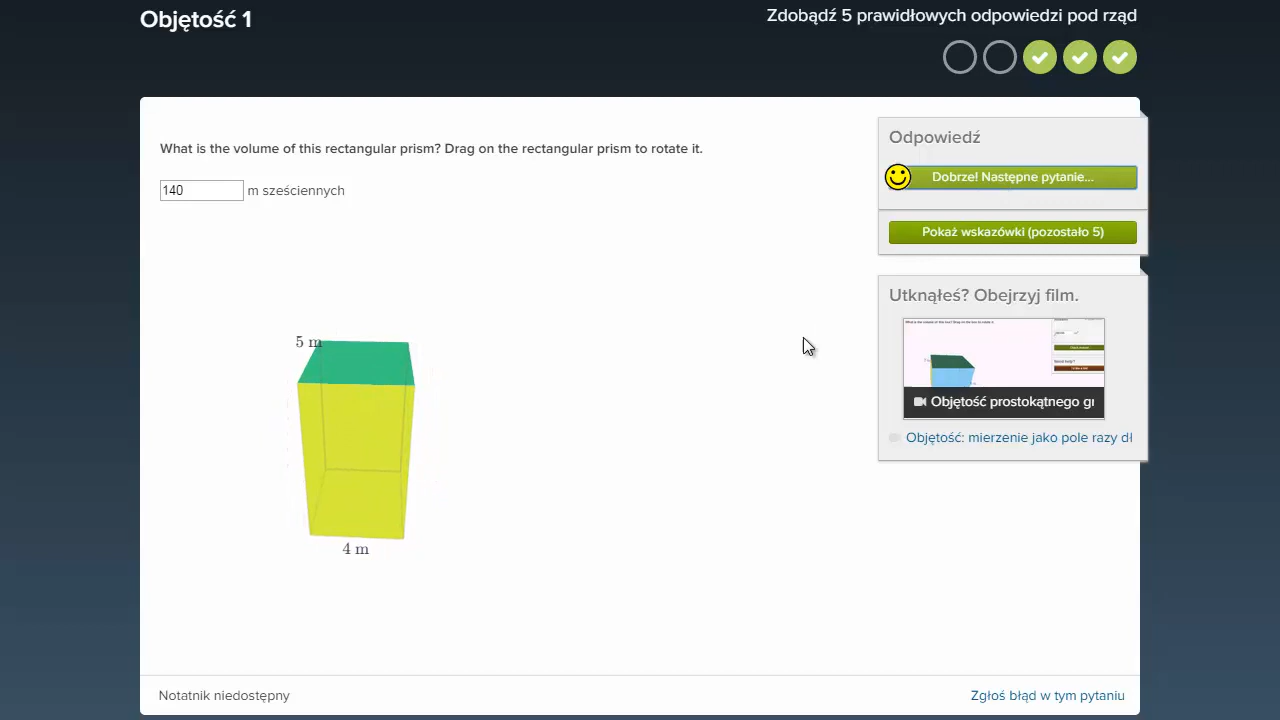 Objętość 1
Zdobądź 5 prawidłowych odpowiedzi pod rząd
What is the volume of this rectangular prism? Drag on the rectangular prism to rotate it.
140 m sześciennych
5 m
4 m
Odpowiedź
Dobrze! Następne pytanie...
Pokaż wskazówki (pozostało 5)
Utknąłeś? Obejrzyj film.
Objętość prostokątnego gr
Objętość: mierzenie jako pole razy dł
Notatnik niedostępny
Zgłoś błąd w tym pytaniu